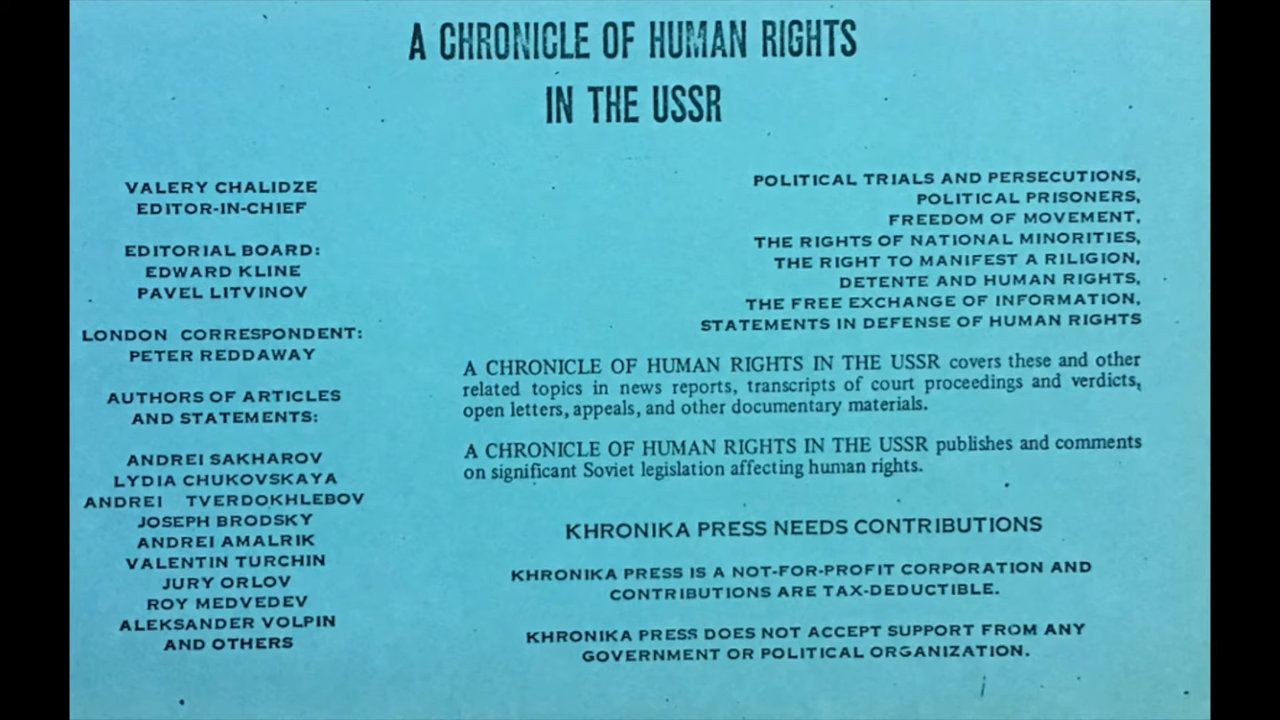 A CHRONICLE OF HUMAN RIGHTS
IN THE USSR
VALERY CHALIDZE
EDITOR-IN-CHIEF
EDITORIAL BOARD:
EDWARD KLINE
PAVEL LITVINOV
LONDON CORRESPONDENT:
PETER REDDAWAY
AUTHORS OF ARTICLES
AND STATEMENTS:
ANDREI SAKHAROV
LYDIA CHUKOVSKAYA
ANDREI TVERDOKHLEBOV
JOSEPH BRODSKY
ANDREI AMALRIK
VALENTIN TURCHIN
JURY ORLOV
ROY MEDVEDEV
ALEKSANDER VOLPIN
AND OTHERS
POLITICAL TRIALS AND PERSECUTIONS,
POLITICAL PRISONERS,
FREEDOM OF MOVEMENT,
THE RIGHTS OF NATIONAL MINORITIES,
THE RIGHT TO MANIFEST A RILIGION,
DETENTE AND HUMAN RIGHTS,
THE FREE EXCHANGE OF INFORMATION,
STATEMENTS IN DEFENSE OF HUMAN RIGHTS
A CHRONICLE OF HUMAN RIGHTS IN THE USSR covers these and other
related topics in news reports, transcripts of court proceedings and verdicts,
open letters, appeals, and other documentary materials.
A CHRONICLE OF HUMAN RIGHTS IN THE USSR publishes and comments
on significant Soviet legislation affecting human rights.
KHRONIKA PRESS NEEDS CONTRIBUTIONS
KHRONIKA PRESS IS A NOT-FOR-PROFIT CORPORATION AND
CONTRIBUTIONS ARE TAX-DEDUCTIBLE.
KHRONIKA PRESS DOES NOT ACCEPT SUPPORT FROM ANY
GOVERNMENT OR POLITICAL ORGANIZATION.